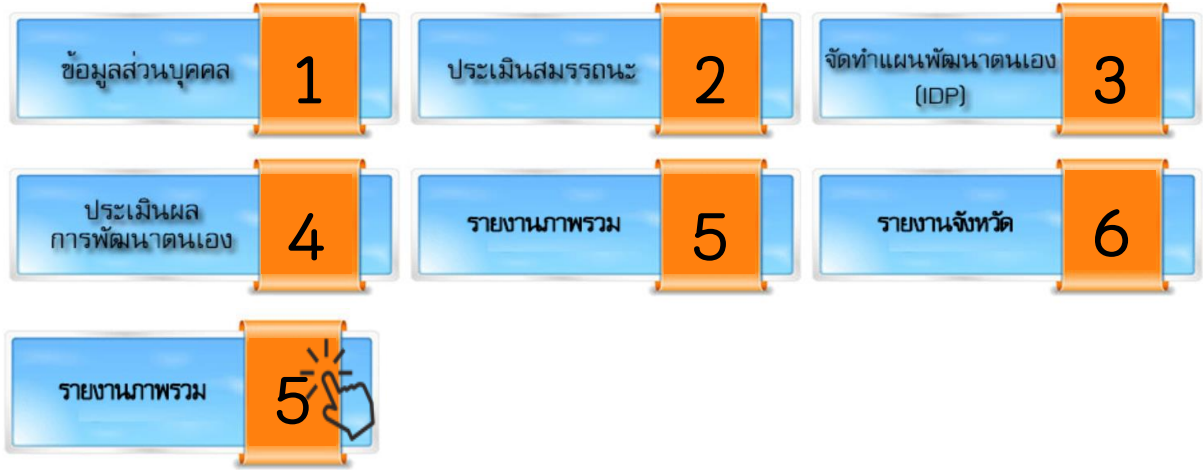 ข้อมูลส่วนบุคคล 1
ประเมินสมรรถนะ 2
จัดทำแผนพัฒนาตนเอง
(IDP) 3
ประเมินผล
การพัฒนาตนเอง 4
รายงานภาพรวม 5
รายงานจังหวัด 6
รายงานภาพรวม 5